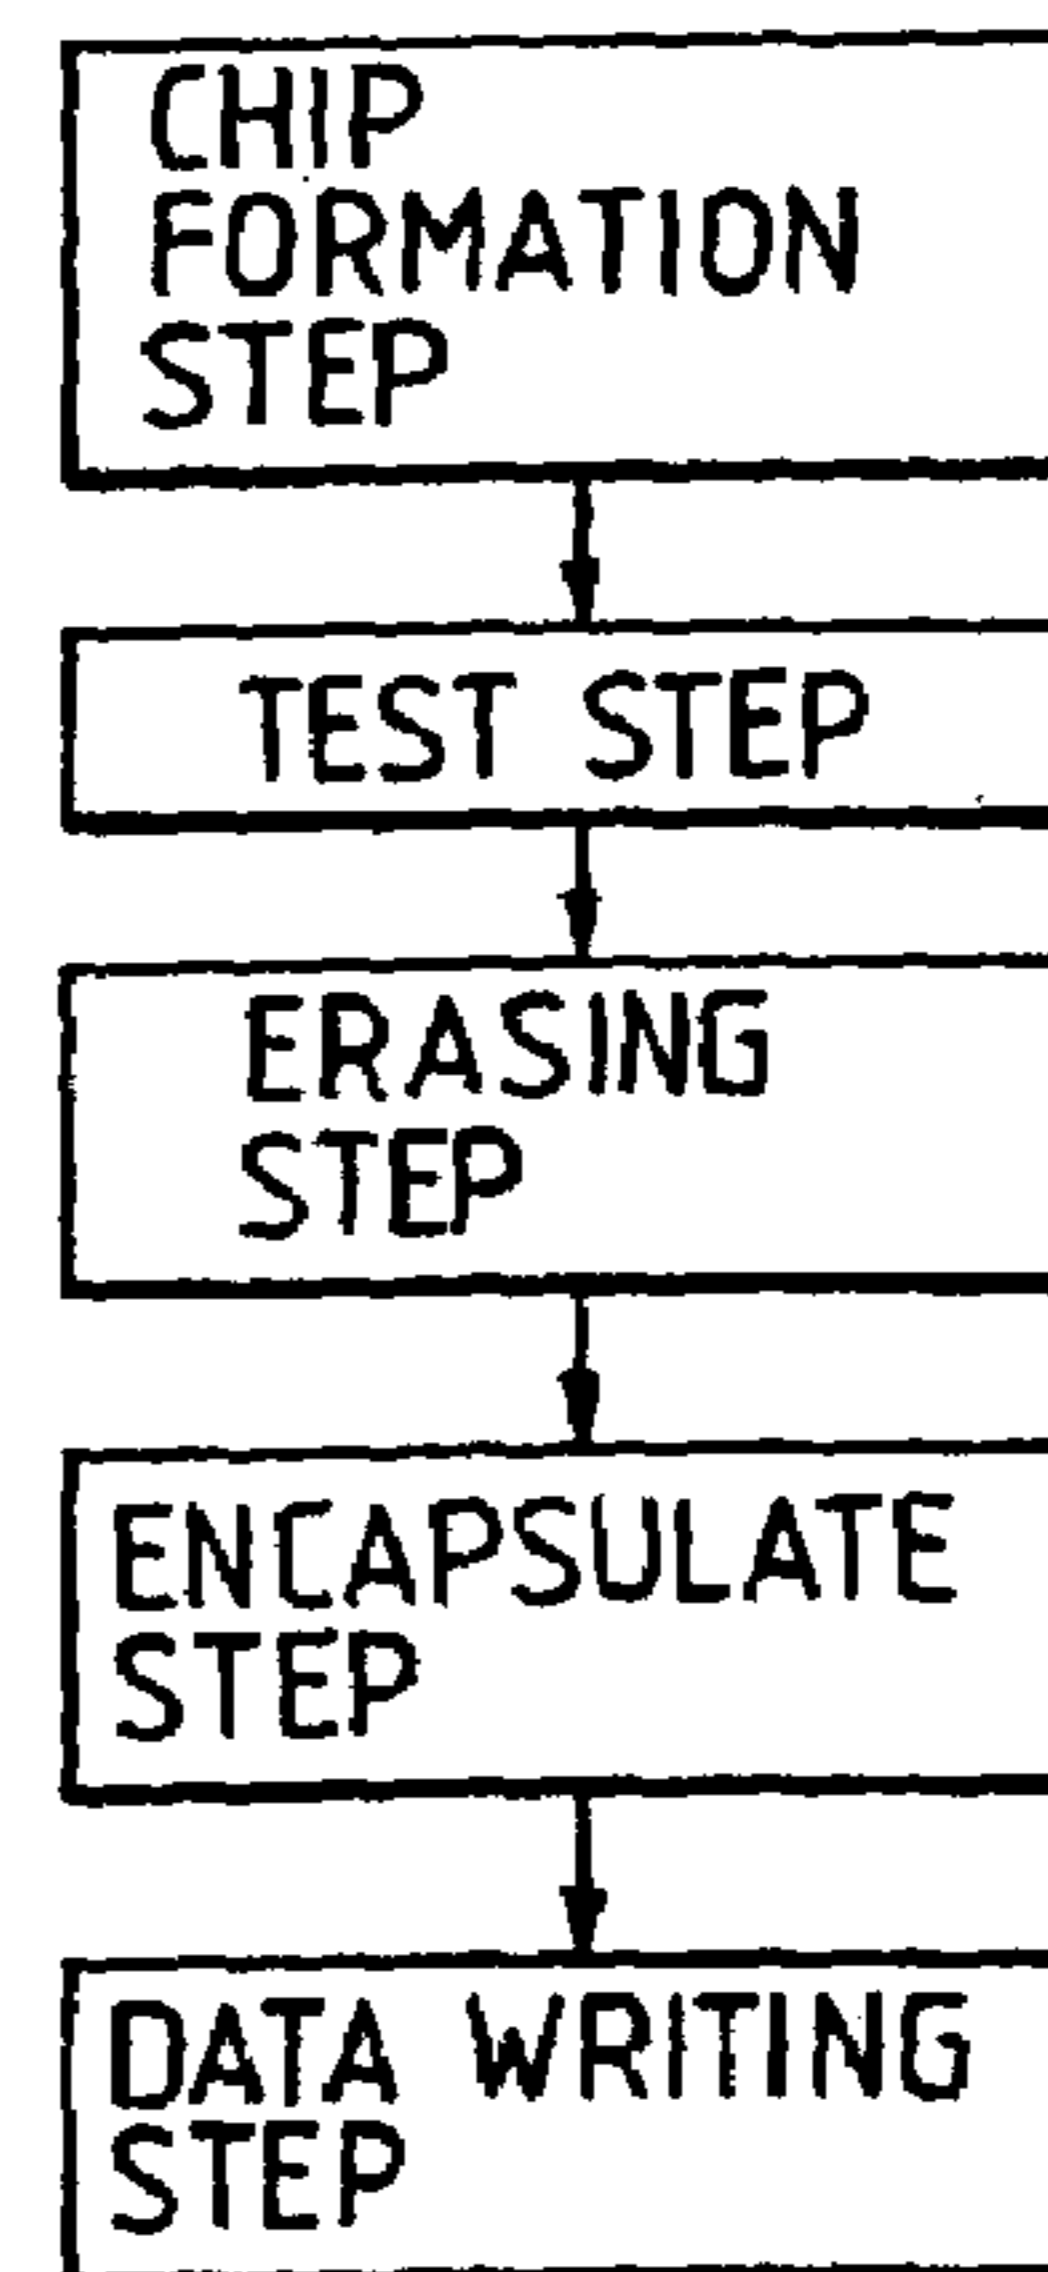 CHIP
FORMATION
STEP
TEST STEP
ERASING
STEP
ENCAPSULATE
STEP
DATA WRITING
STEP